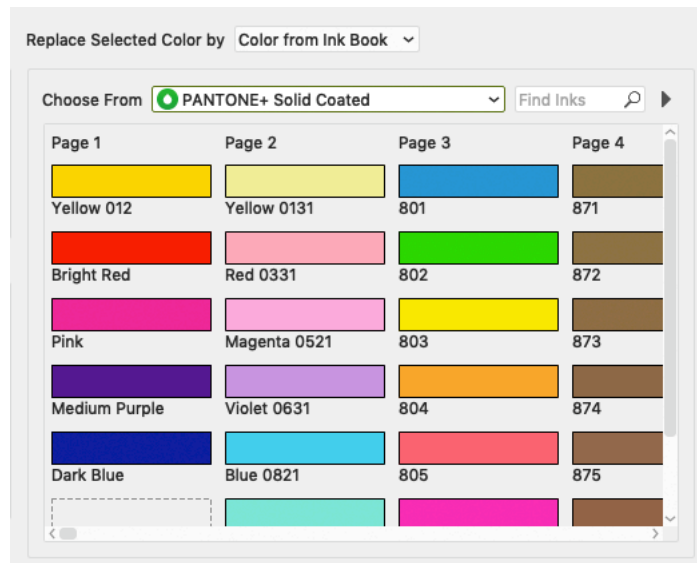 Replace Selected Color by Color from Ink Book
Choose From PANTONE+ Solid Coated Find Inks
Page 1 Page 2 Page 3 Page 4
Yellow 012 Yellow 0131 801 871
Bright Red Red 0331 802 872
Pink Magenta 0521 803 873
Medium Purple Violet 0631 804 874
Dark Blue Blue 0821 805 875